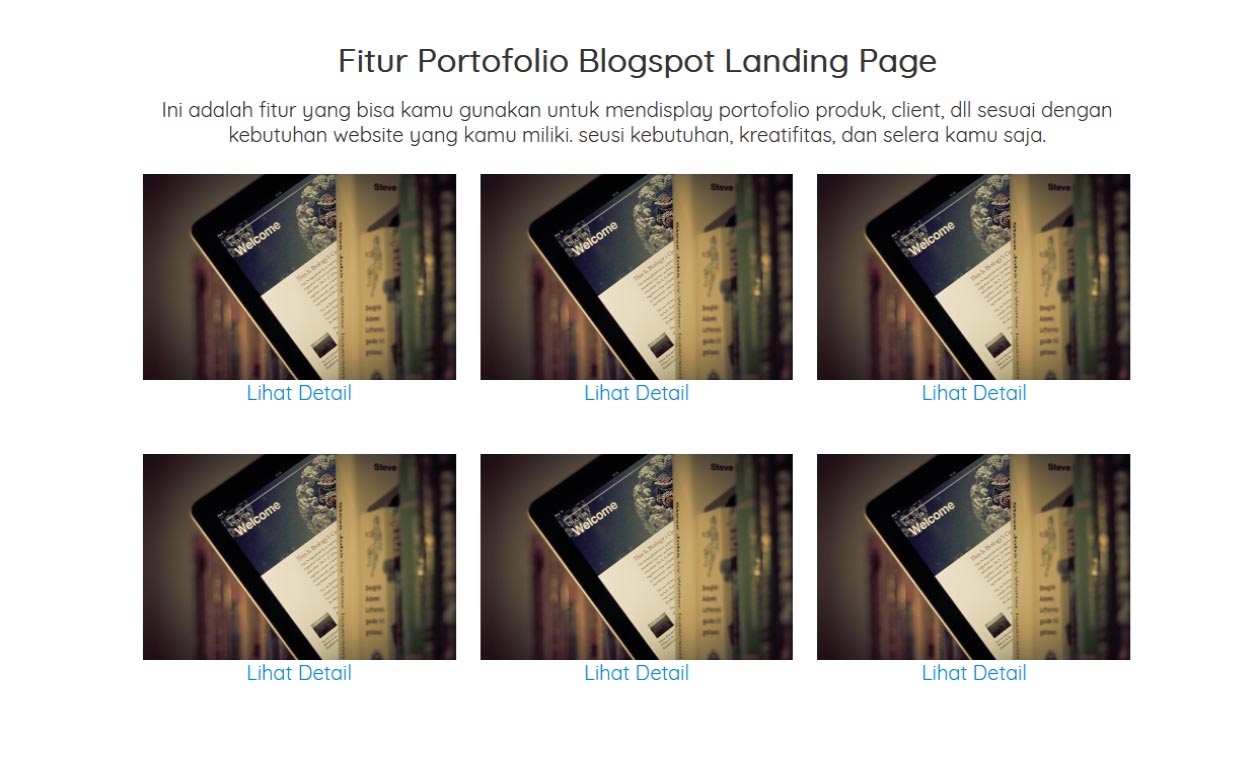 Fitur Portofolio Blogspot Landing Page
Ini adalah fitur yang bisa kamu gunakan untuk mendisplay portofolio produk, client, dll sesuai dengan
kebutuhan website yang kamu miliki. seusi kebutuhan, kreatifitas, dan selera kamu saja.
Steve
Welcome
Steve
Welcome
Steve
Welcome
Lihat Detail
Lihat Detail
Lihat Detail
Steve
Welcome
Steve
Welcome
Steve
Welcome
Lihat Detail
Lihat Detail
Lihat Detail